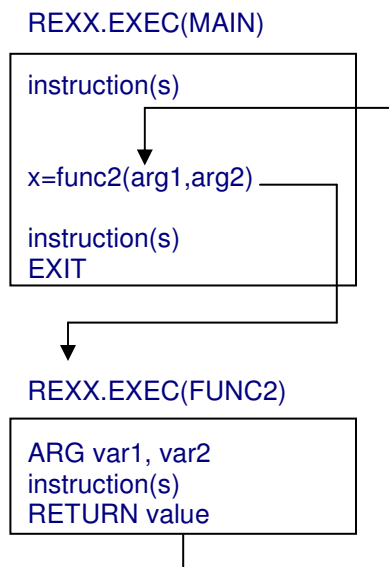 REXX.EXEC(MAIN)
instruction(s)
x=func2(arg1,arg2)
instruction(s)
EXIT
REXX.EXEC(FUNC2)
ARG var1, var2
instruction(s)
RETURN value